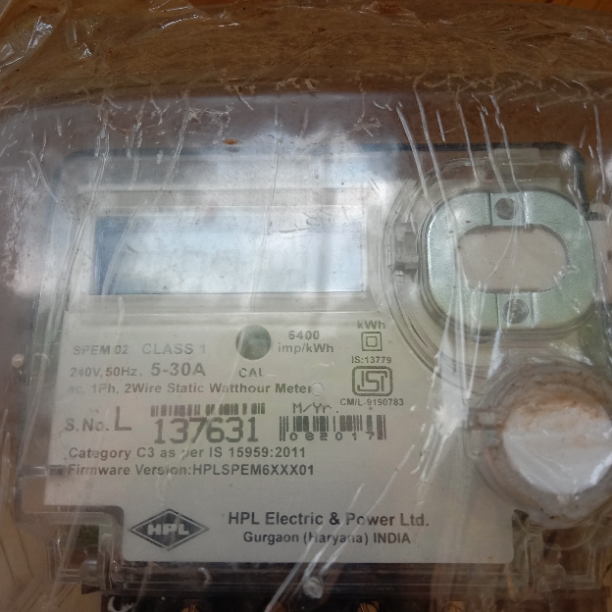 SPEM 02 CLASS 1
240V, 50Hz. 5-30A
ac, 1Ph, 2Wire Static Watthour Meter
CAL
6400
imp/kWh
kWh
IS:13779
ISI
CM/L-9190783
S.No. L 137631
M/Yr.
082017
Category C3 as per IS 15959:2011
Firmware Version:HPLSPEM6XXX01
HPL
HPL Electric & Power Ltd.
Gurgaon (Haryana) INDIA